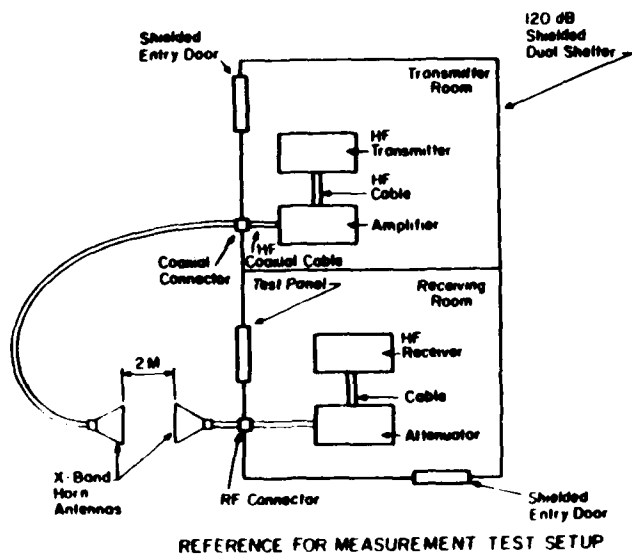 Shielded
Entry Door
120 dB
Shielded
Dual Shelter
Transmitter
Room
HF
Transmitter
HF
Cable
Amplifier
Coaxial
Connector
HF
Coaxial Cable
Test Panel
Receiving
Room
HF
Receiver
Cable
Attenuator
2 M
X-Band
Horn
Antennas
RF Connector
Shielded
Entry Door
REFERENCE FOR MEASUREMENT TEST SETUP